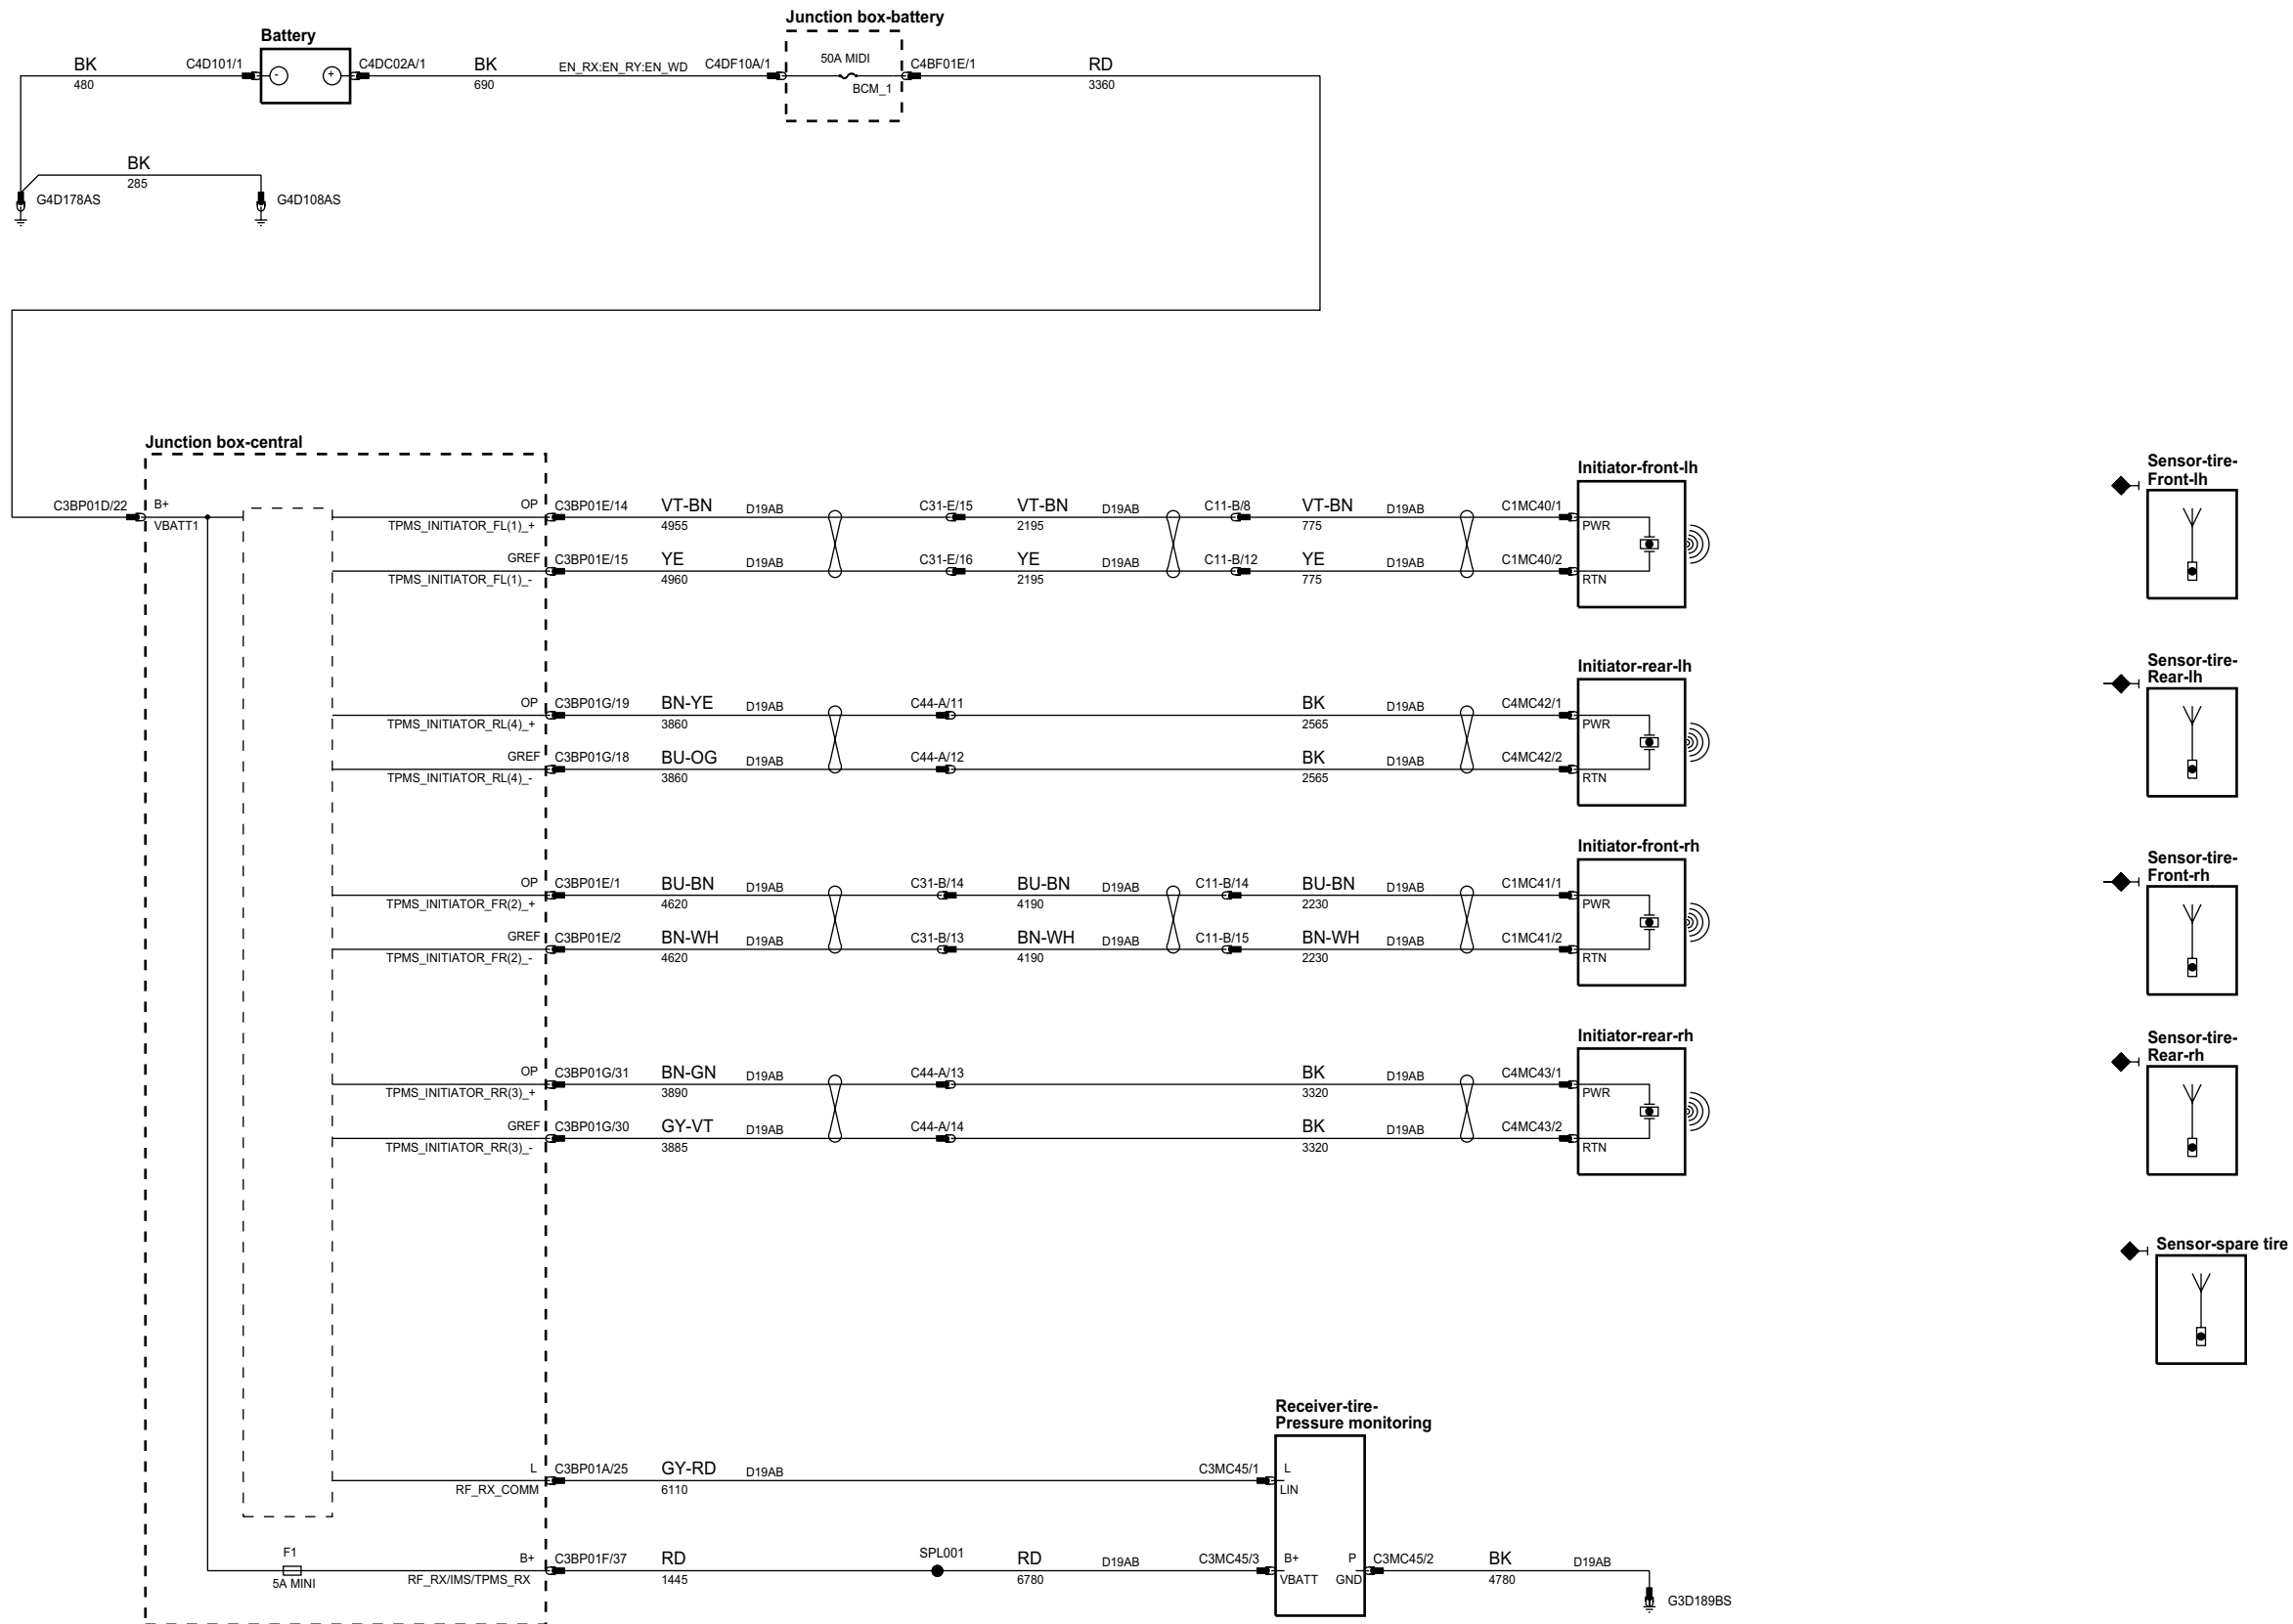 Junction box-battery
Battery
BK
480
C4D101/1
-
+
C4DC02A/1
BK
690
EN_RX:EN_RY:EN_WD
C4DF10A/1
50A MIDI
BCM_1
C4BF01E/1
RD
3360
BK
285
G4D178AS
G4D108AS
Junction box-central
C3BP01D/22
B+
VBATT1
OP
TPMS_INITIATOR_FL(1)_+
C3BP01E/14
VT-BN
4955
D19AB
C31-E/15
VT-BN
2195
D19AB
C11-B/8
VT-BN
775
D19AB
C1MC40/1
Initiator-front-lh
PWR
GREF
TPMS_INITIATOR_FL(1)_-
C3BP01E/15
YE
4960
D19AB
C31-E/16
YE
2195
D19AB
C11-B/12
YE
775
D19AB
C1MC40/2
RTN
Sensor-tire-
Front-lh
OP
TPMS_INITIATOR_RL(4)_+
C3BP01G/19
BN-YE
3860
D19AB
C44-A/11
BK
2565
D19AB
C4MC42/1
Initiator-rear-lh
PWR
GREF
TPMS_INITIATOR_RL(4)_-
C3BP01G/18
BU-OG
3860
D19AB
C44-A/12
BK
2565
D19AB
C4MC42/2
RTN
Sensor-tire-
Rear-lh
OP
TPMS_INITIATOR_FR(2)_+
C3BP01E/1
BU-BN
4620
D19AB
C31-B/14
BU-BN
4190
D19AB
C11-B/14
BU-BN
2230
D19AB
C1MC41/1
Initiator-front-rh
PWR
GREF
TPMS_INITIATOR_FR(2)_-
C3BP01E/2
BN-WH
4620
D19AB
C31-B/13
BN-WH
4190
D19AB
C11-B/15
BN-WH
2230
D19AB
C1MC41/2
RTN
Sensor-tire-
Front-rh
OP
TPMS_INITIATOR_RR(3)_+
C3BP01G/31
BN-GN
3890
D19AB
C44-A/13
BK
3320
D19AB
C4MC43/1
Initiator-rear-rh
PWR
GREF
TPMS_INITIATOR_RR(3)_-
C3BP01G/30
GY-VT
3885
D19AB
C44-A/14
BK
3320
D19AB
C4MC43/2
RTN
Sensor-tire-
Rear-rh
Sensor-spare tire
Receiver-tire-
Pressure monitoring
L
RF_RX_COMM
C3BP01A/25
GY-RD
6110
D19AB
C3MC45/1
L
LIN
F1
5A MINI
B+
RF_RX/IMS/TPMS_RX
C3BP01F/37
RD
1445
SPL001
RD
6780
D19AB
C3MC45/3
B+
VBATT
P
GND
C3MC45/2
BK
4780
D19AB
G3D189BS